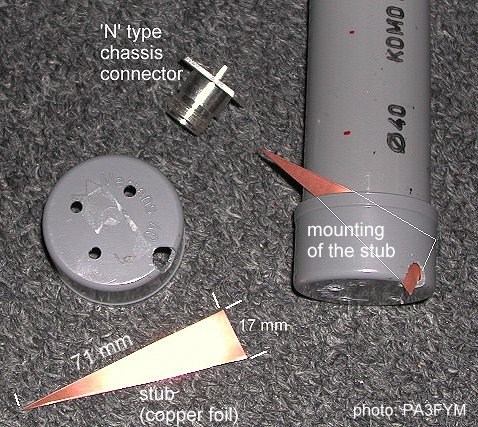 'N' type
chassis
connector
Ø40 KOMO
mounting
of the stub
71 mm
17 mm
stub
(copper foil)
photo: PA3FYM